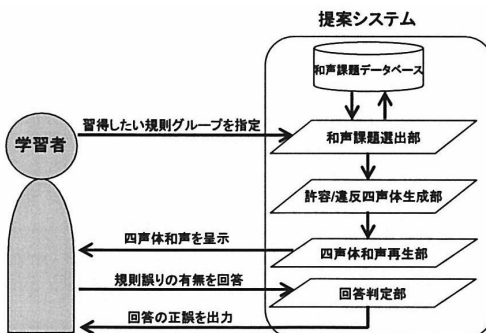 提案システム
和声課題データベース
習得したい規則グループを指定
和声課題選出部
学習者
許容/違反四声体生成部
四声体和声を呈示
四声体和声再生部
規則誤りの有無を回答
回答判定部
回答の正誤を出力